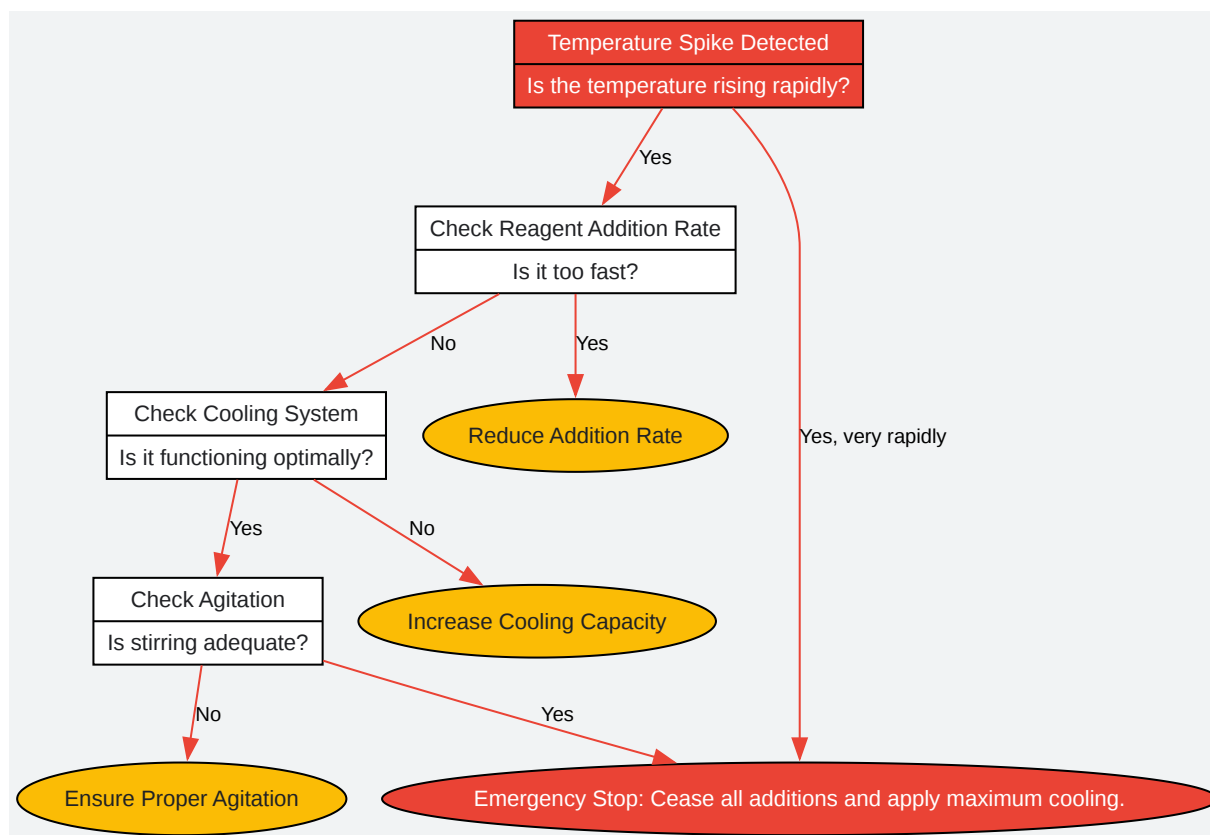 Temperature Spike Detected
Is the temperature rising rapidly?
Yes
Check Reagent Addition Rate
Is it too fast?
No
Yes
Check Cooling System
Is it functioning optimally?
Reduce Addition Rate
Yes, very rapidly
Yes
No
Check Agitation
Is stirring adequate?
Increase Cooling Capacity
No
Yes
Ensure Proper Agitation
Emergency Stop: Cease all additions and apply maximum cooling.